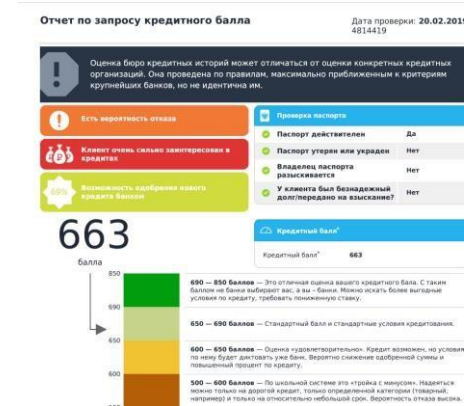 Отчет по запросу кредитного балла
Дата проверки: 20.02.2019
4814419
Оценка бюро кредитных историй может отличаться от оценки конкретных кредитных
организаций. Она проведена по правилам, максимально приближенным к критериям
крупнейших банков, но не идентична
им.
Есть вероятность отказа
Клиент очень сильно заинтересован в
кредитах
69%
Возможность одобрения нового
кредита банком
Проверка паспорта
Паспорт действителен Да
Паспорт утерян или украден Нет
Владелец паспорта
разыскивается Нет
У клиента был безнадежный
долг/передано на взыскание? Нет
663
балла
Кредитный балл*
Кредитный балл* 663
850
690 — 850 баллов — Это отличная оценка вашего кредитного бала. С таким
баллом не банки выбирают вас, а вы – банки. Можно искать более выгодные
условия по кредиту, требовать пониженную ставку.
690
650 — 690 баллов — Стандартный балл и стандартные условия кредитования.
650
600 — 650 баллов — Оценка «удовлетворительно». Кредит возможен, но условия
по нему будет диктовать уже банк. Вероятно снижение одобренной суммы и
повышенный процент по кредиту.
600
500 — 600 баллов — По школьной системе это «тройка с минусом». Надеяться
можно только на дорогой кредит, только определенной категории (товарный,
например) и только на относительно небольшой срок. Вероятность отказа высока.